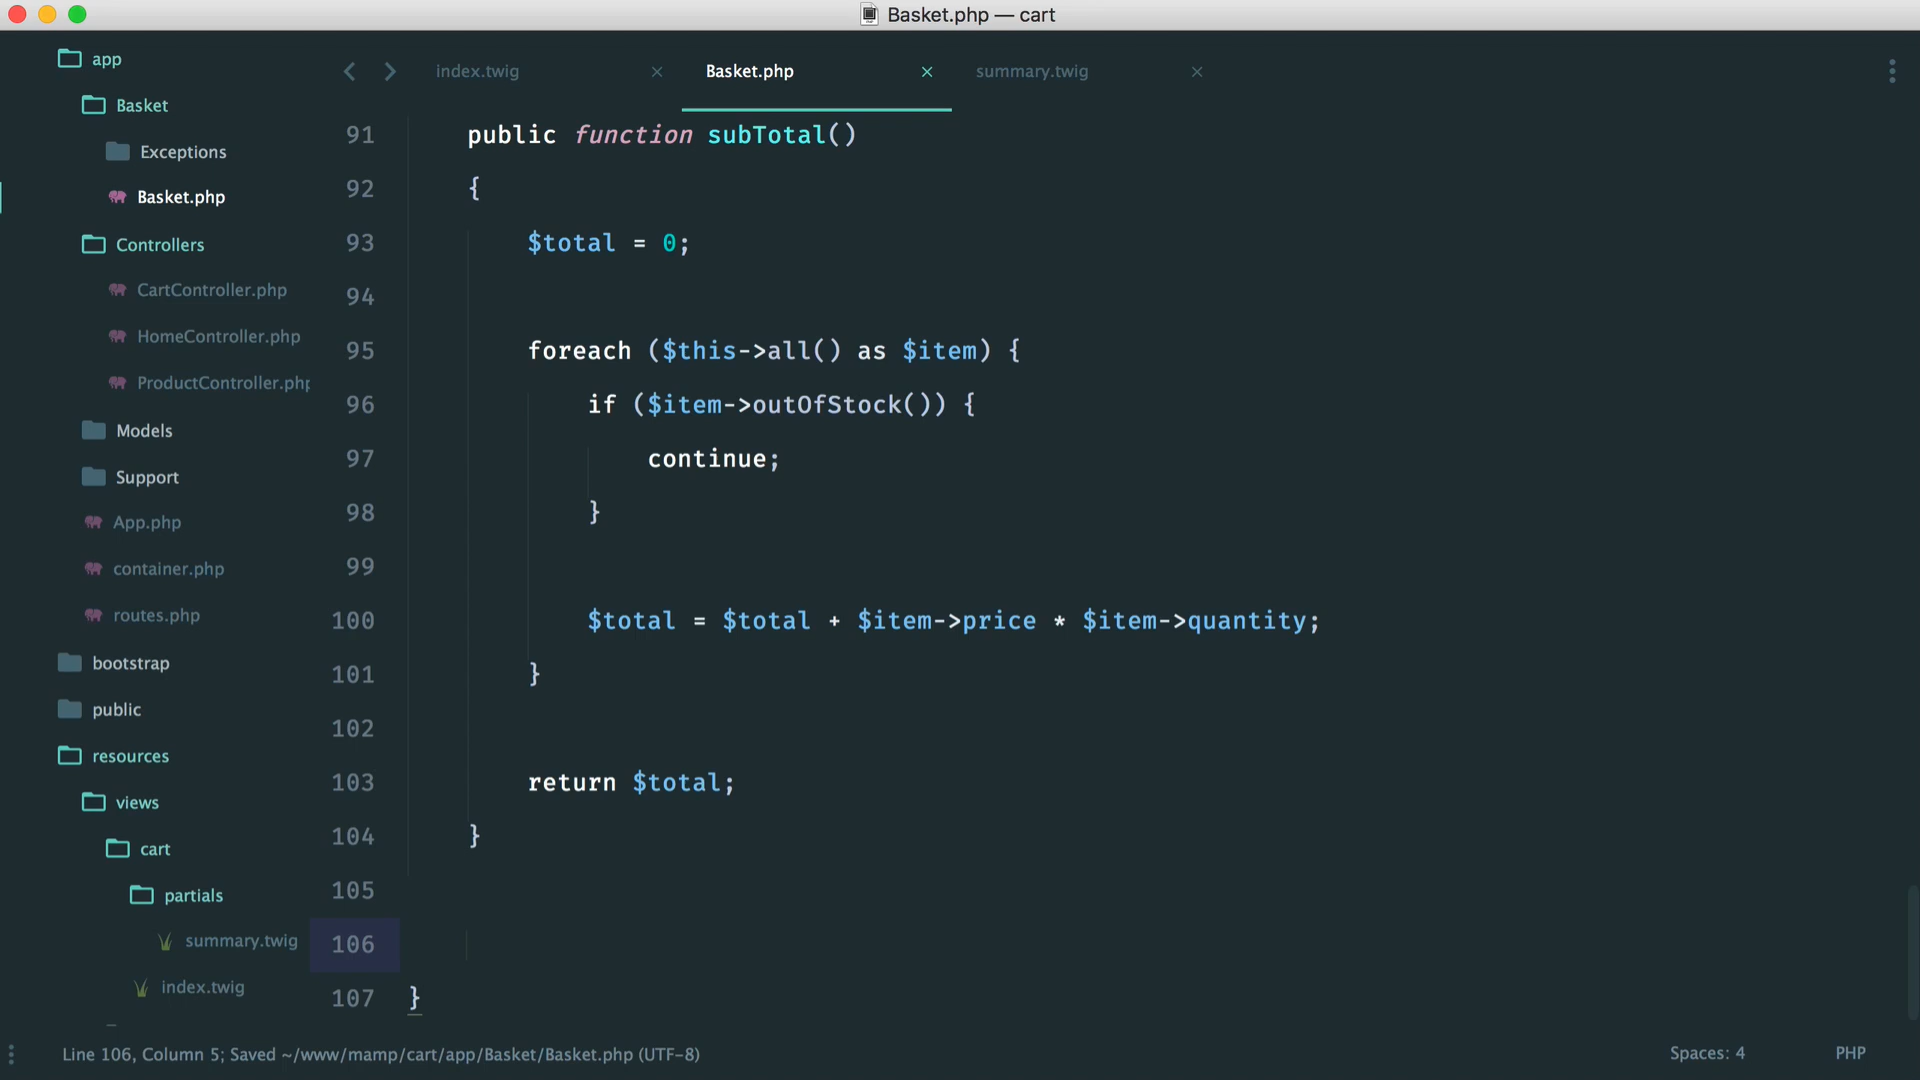 Basket.php — cart
app
Basket
Exceptions
Basket.php
Controllers
CartController.php
HomeController.php
ProductController.php
Models
Support
App.php
container.php
routes.php
bootstrap
public
resources
views
cart
partials
summary.twig
index.twig
index.twig Basket.php summary.twig
91 public function subTotal()
92 {
93 $total = 0;
94
95 foreach ($this->all() as $item) {
96 if ($item->outOfStock()) {
97 continue;
98 }
99
100 $total = $total + $item->price * $item->quantity;
101 }
102
103 return $total;
104 }
105
106
107 }
Line 106, Column 5; Saved ~/www/mamp/cart/app/Basket/Basket.php (UTF-8) Spaces: 4 PHP